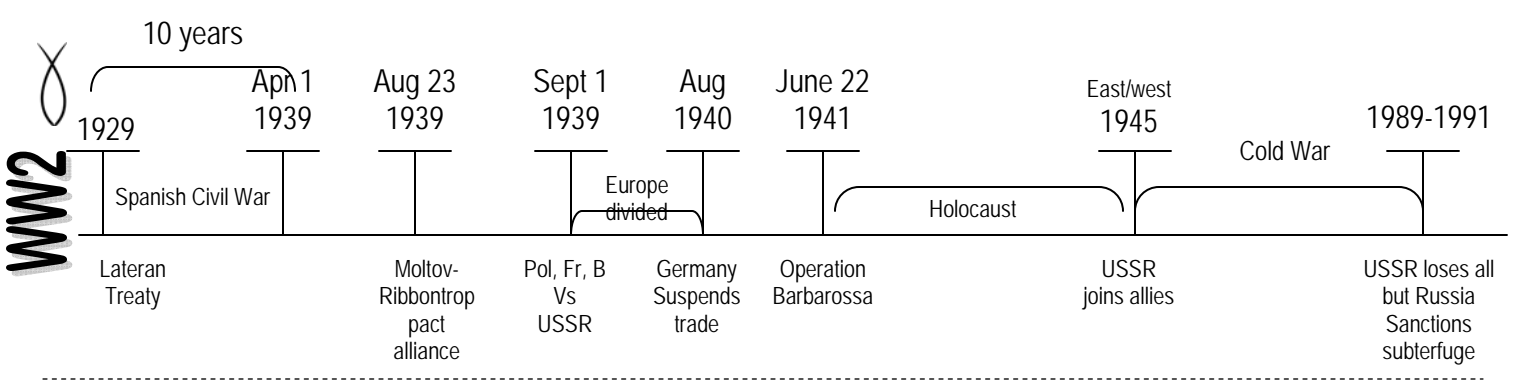 10 years
1929
Apr 1
1939
Aug 23
1939
Sept 1
1939
Aug
1940
June 22
1941
East/west
1945
1989-1991
Cold War
WW2
Spanish Civil War
Europe
divided
Holocaust
Lateran
Treaty
Moltov-
Ribbontrop
pact
alliance
Pol, Fr, B
Vs
USSR
Germany
Suspends
trade
Operation
Barbarossa
USSR
joins allies
USSR loses all
but Russia
Sanctions
subterfuge